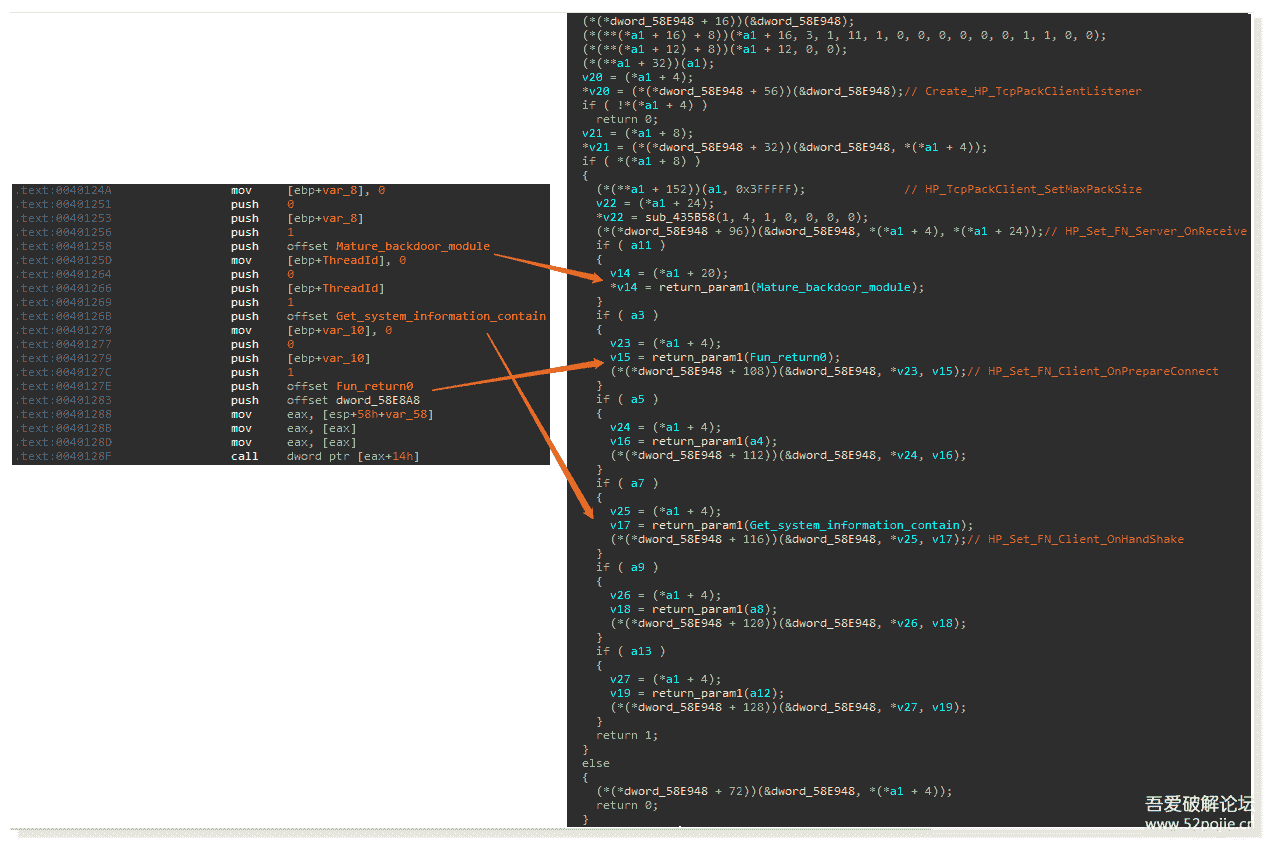 .text:0040124A mov [ebp+var_8], 0
.text:00401251 push 0
.text:00401253 push [ebp+var_8]
.text:00401256 push 1
.text:00401258 push offset Mature_backdoor_module
.text:0040125D mov [ebp+ThreadId], 0
.text:00401264 push 0
.text:00401266 push [ebp+ThreadId]
.text:00401269 push 1
.text:0040126B push offset Get_system_information_contain
.text:00401270 mov [ebp+var_10], 0
.text:00401277 push 0
.text:00401279 push [ebp+var_10]
.text:0040127C push 1
.text:0040127E push offset Fun_return0
.text:00401283 push offset dword_58E8A8
.text:00401288 mov eax, [esp+58h+var_58]
.text:0040128B mov eax, [eax]
.text:0040128D mov eax, [eax]
.text:0040128F call dword ptr [eax+14h]
(*(*dword_58E948 + 16))(&dword_58E948);
(*(**(*a1 + 16) + 8))(*a1 + 16, 3, 1, 11, 1, 0, 0, 0, 0, 0, 0, 1, 1, 0, 0);
(*(**(*a1 + 12) + 8))(*a1 + 12, 0, 0);
(*(**a1 + 32))(a1);
v20 = (*a1 + 4);
*v20 = (*(*dword_58E948 + 56))(&dword_58E948);// Create_HP_TcpPackClientListener
if ( !*(*a1 + 4) )
return 0;
v21 = (*a1 + 8);
*v21 = (*(*dword_58E948 + 32))(&dword_58E948, *(*a1 + 4));
if ( *(*a1 + 8) )
{
(*(**a1 + 152))(a1, 0x3FFFFF); // HP_TcpPackClient_SetMaxPackSize
v22 = (*a1 + 24);
*v22 = sub_435B58(1, 4, 1, 0, 0, 0, 0);
(*(*dword_58E948 + 96))(&dword_58E948, *(*a1 + 4), *(*a1 + 24));// HP_Set_FN_Server_OnReceive
if ( a11 )
{
v14 = (*a1 + 20);
*v14 = return_param1(Mature_backdoor_module);
}
if ( a3 )
{
v23 = (*a1 + 4);
v15 = return_param1(Fun_return0);
(*(*dword_58E948 + 108))(&dword_58E948, *v23, v15);// HP_Set_FN_Client_OnPrepareConnect
}
if ( a5 )
{
v24 = (*a1 + 4);
v16 = return_param1(a4);
(*(*dword_58E948 + 112))(&dword_58E948, *v24, v16);
}
if ( a7 )
{
v25 = (*a1 + 4);
v17 = return_param1(Get_system_information_contain);
(*(*dword_58E948 + 116))(&dword_58E948, *v25, v17);// HP_Set_FN_Client_OnHandShake
}
if ( a9 )
{
v26 = (*a1 + 4);
v18 = return_param1(a8);
(*(*dword_58E948 + 120))(&dword_58E948, *v26, v18);
}
if ( a13 )
{
v27 = (*a1 + 4);
v19 = return_param1(a12);
(*(*dword_58E948 + 128))(&dword_58E948, *v27, v19);
}
return 1;
}
else
{
(*(*dword_58E948 + 72))(&dword_58E948, *(*a1 + 4));
return 0;
}
吾爱破解论坛
www.52pojie.cn